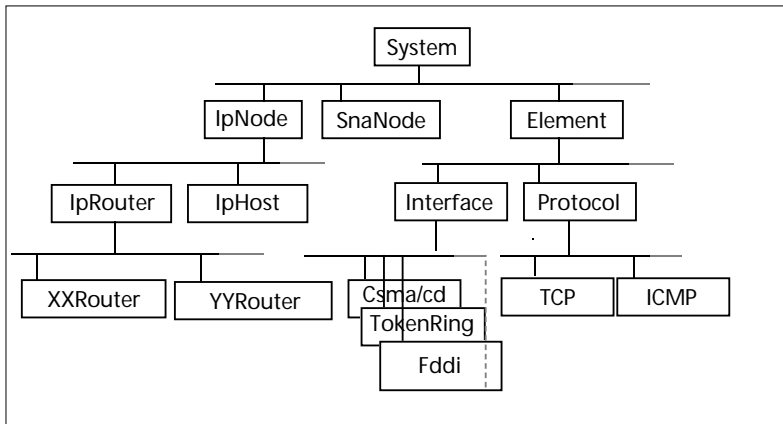 System
IpNode SnaNode Element
IpRouter IpHost Interface Protocol
XXRouter YYRouter Csma/cd TCP ICMP
TokenRing
Fddi